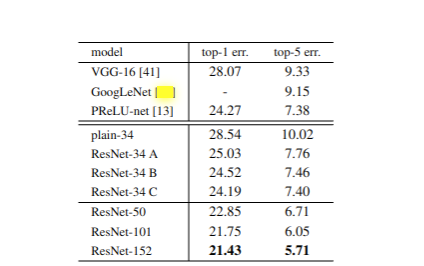 model top-1 err. top-5 err.
VGG-16 [41] 28.07 9.33
GoogLeNet [ ] - 9.15
PReLU-net [13] 24.27 7.38
plain-34 28.54 10.02
ResNet-34 A 25.03 7.76
ResNet-34 B 24.52 7.46
ResNet-34 C 24.19 7.40
ResNet-50 22.85 6.71
ResNet-101 21.75 6.05
ResNet-152 21.43 5.71